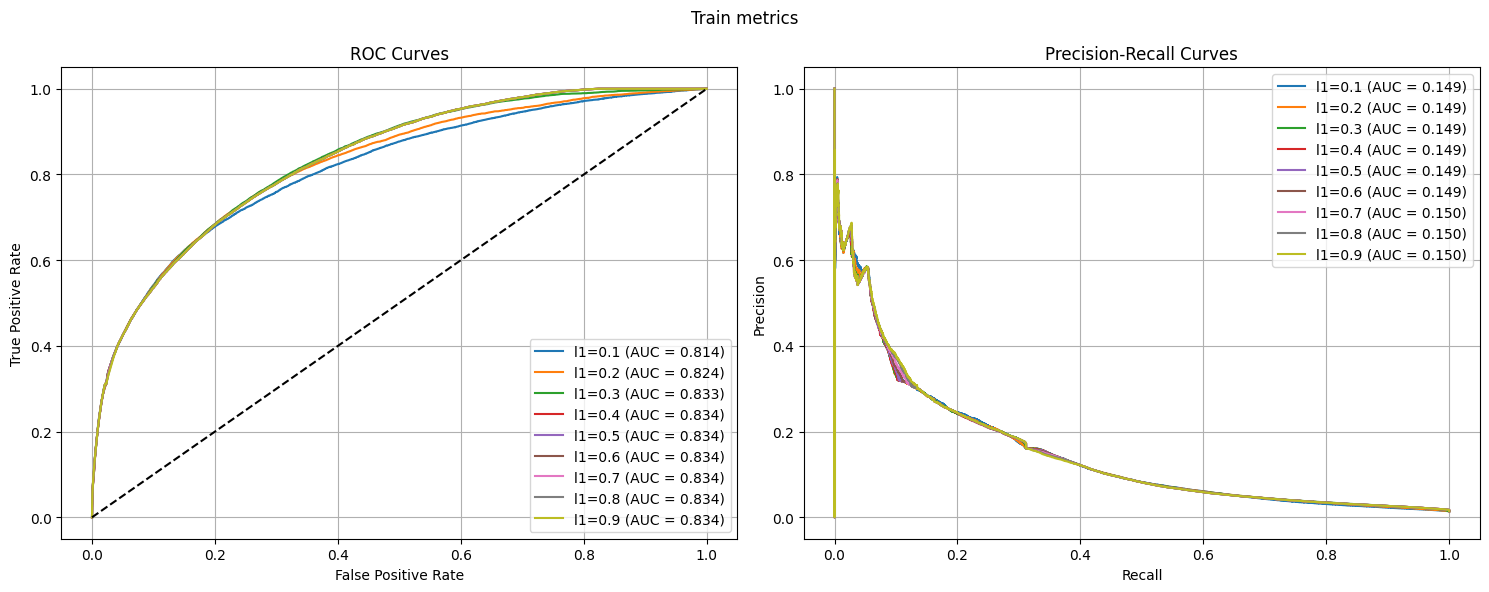 Train metrics
ROC Curves
True Positive Rate
1.0
0.8
0.6
0.4
0.2
0.0
0.0 0.2 0.4 0.6 0.8 1.0
False Positive Rate
l1=0.1 (AUC = 0.814)
l1=0.2 (AUC = 0.824)
l1=0.3 (AUC = 0.833)
l1=0.4 (AUC = 0.834)
l1=0.5 (AUC = 0.834)
l1=0.6 (AUC = 0.834)
l1=0.7 (AUC = 0.834)
l1=0.8 (AUC = 0.834)
l1=0.9 (AUC = 0.834)
Precision-Recall Curves
Precision
1.0
0.8
0.6
0.4
0.2
0.0
0.0 0.2 0.4 0.6 0.8 1.0
Recall
l1=0.1 (AUC = 0.149)
l1=0.2 (AUC = 0.149)
l1=0.3 (AUC = 0.149)
l1=0.4 (AUC = 0.149)
l1=0.5 (AUC = 0.149)
l1=0.6 (AUC = 0.149)
l1=0.7 (AUC = 0.150)
l1=0.8 (AUC = 0.150)
l1=0.9 (AUC = 0.150)